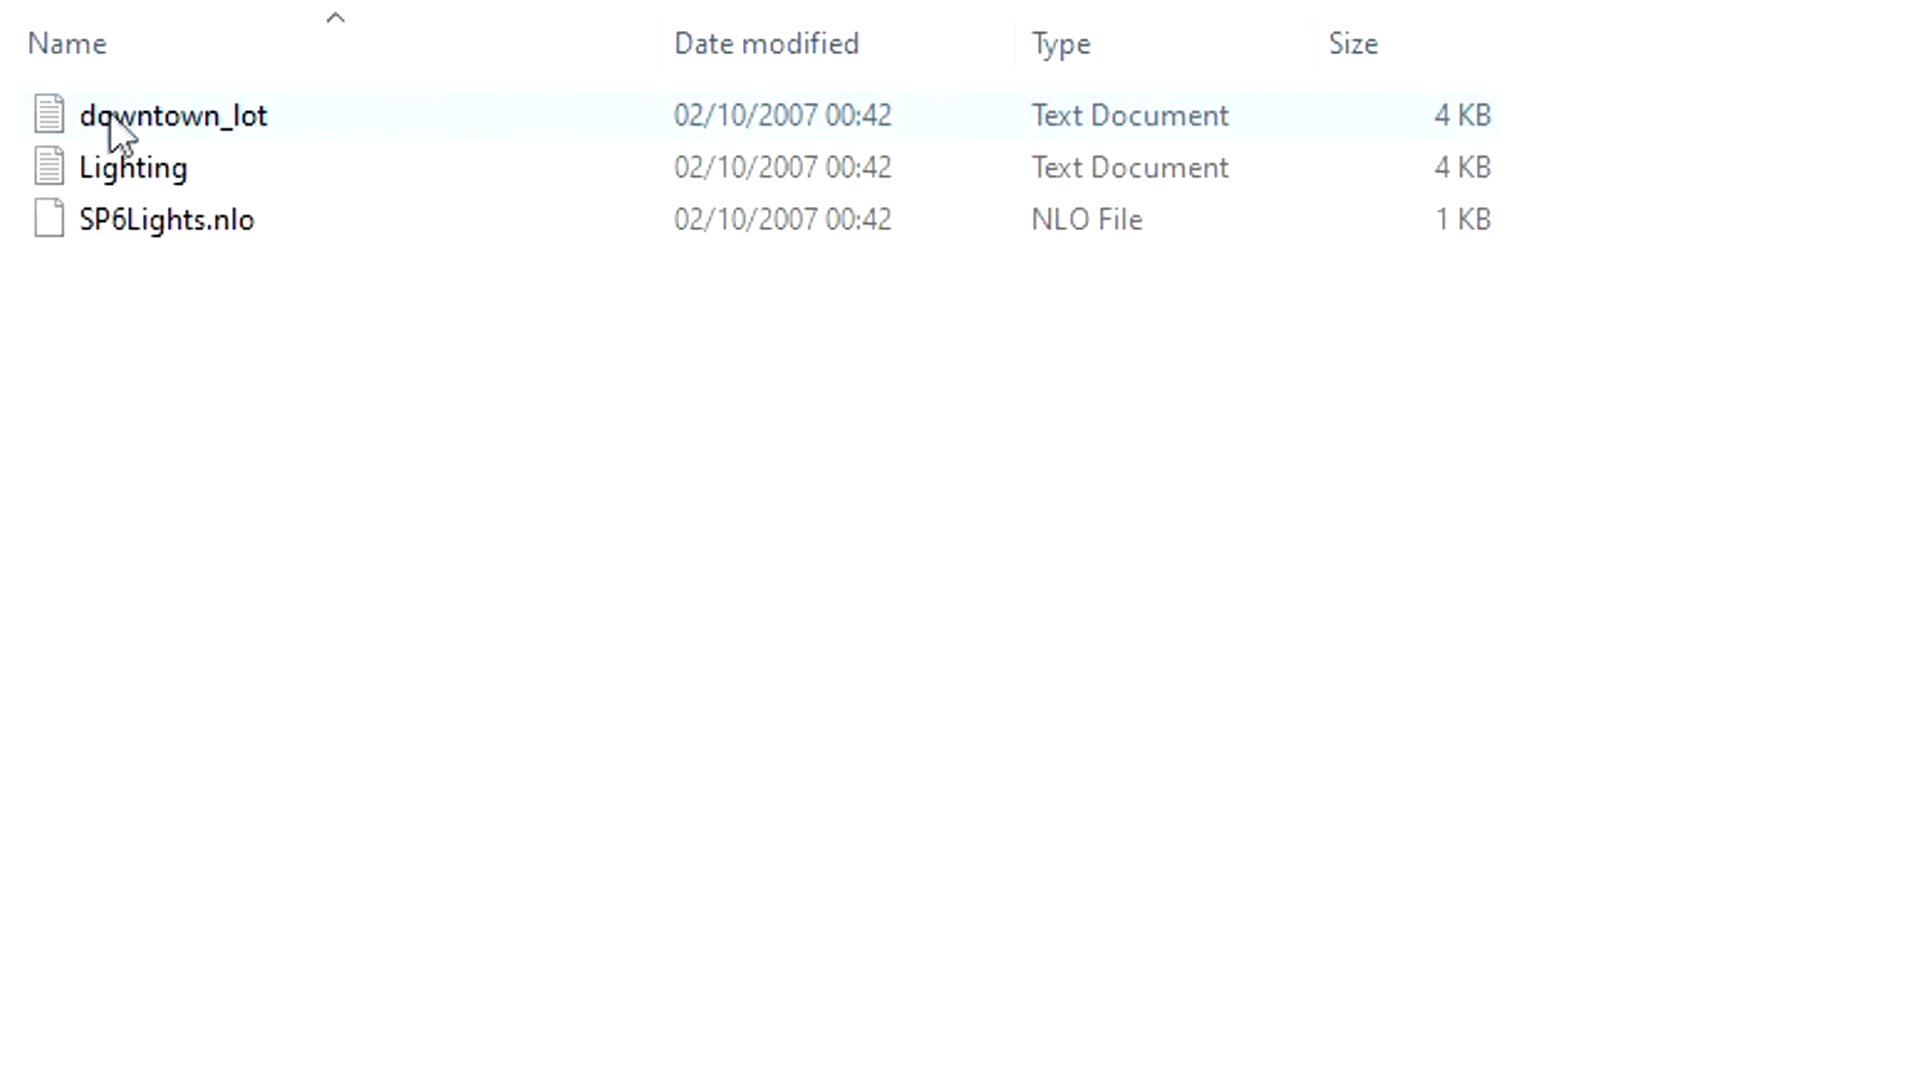 Name Date modified Type Size
downtown_lot 02/10/2007 00:42 Text Document 4 KB
Lighting 02/10/2007 00:42 Text Document 4 KB
SP6Lights.nlo 02/10/2007 00:42 NLO File 1 KB